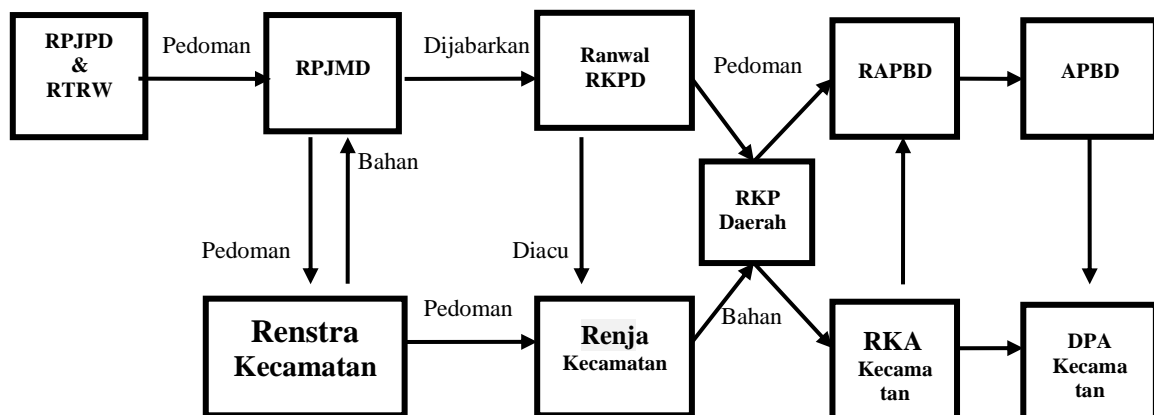 RPJPD
&
RTRW
Pedoman
RPJMD
Dijabarkan
Ranwal
RKPD
Pedoman
RAPBD
APBD
Bahan
RKP
Daerah
Pedoman
Diacu
Renstra
Kecamatan
Pedoman
Renja
Kecamatan
Bahan
RKA
Kecama
tan
DPA
Kecama
tan